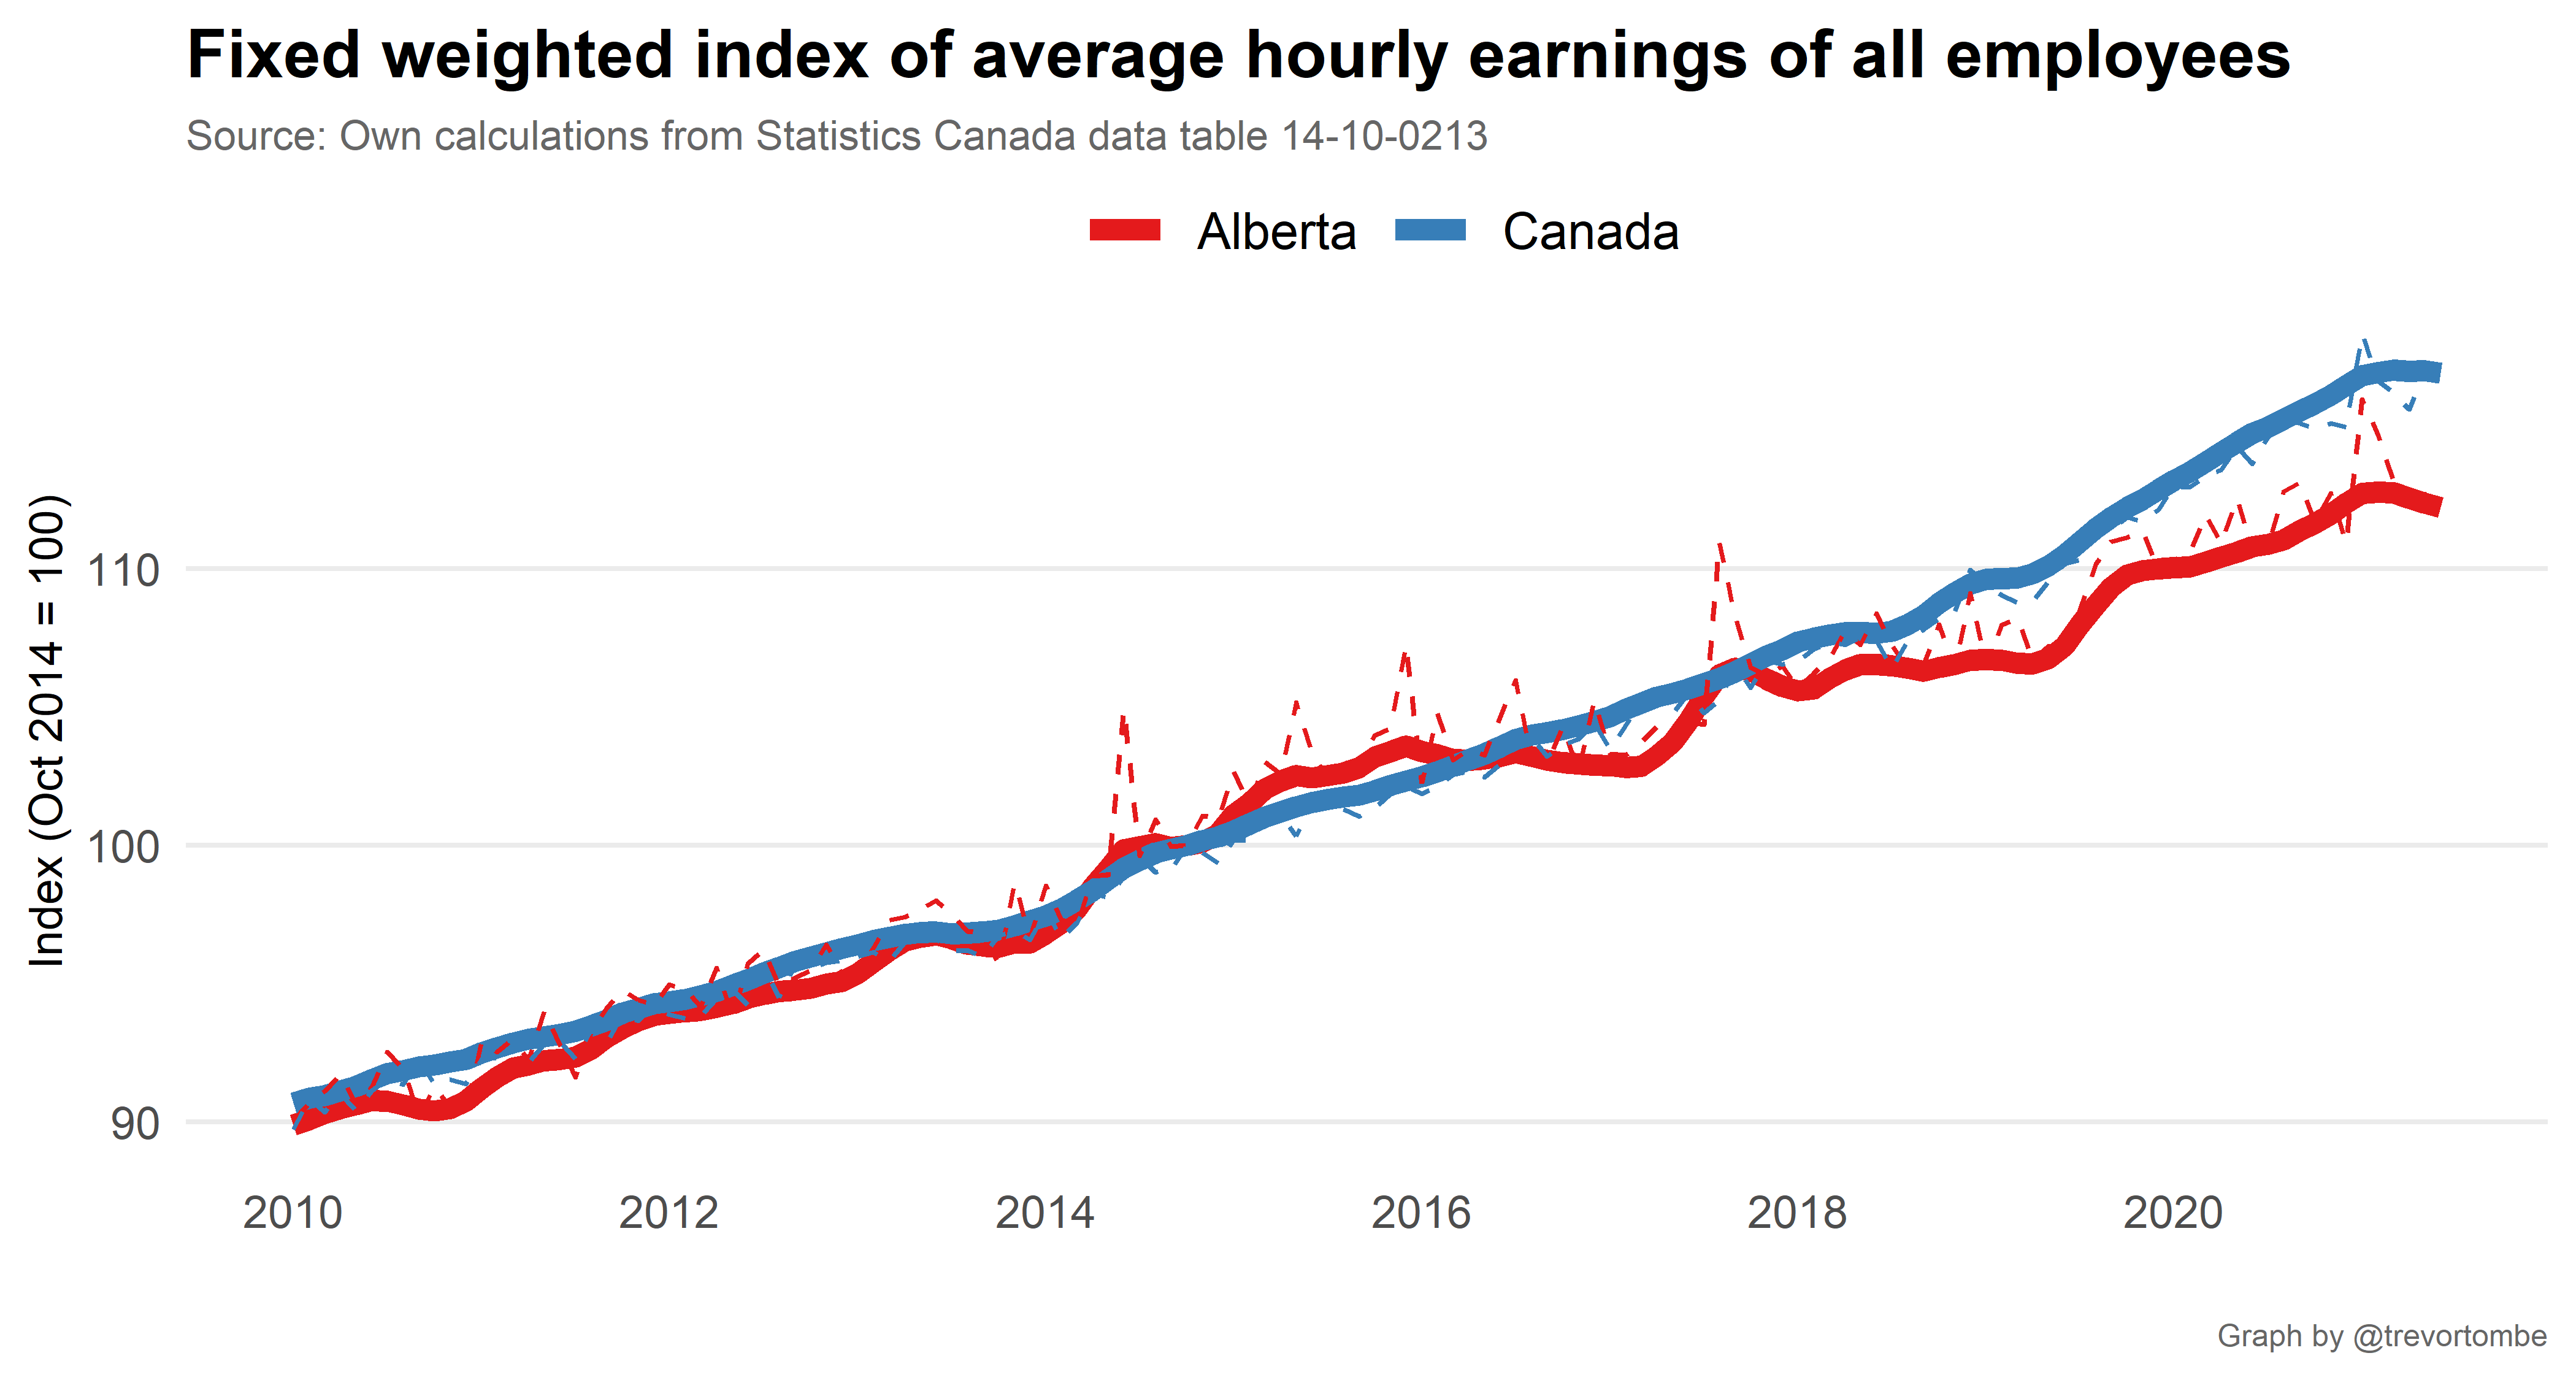 Fixed weighted index of average hourly earnings of all employees
Source: Own calculations from Statistics Canada data table 14-10-0213
Alberta Canada
Index (Oct 2014 = 100)
110
100
90
2010 2012 2014 2016 2018 2020
Graph by @trevortombe